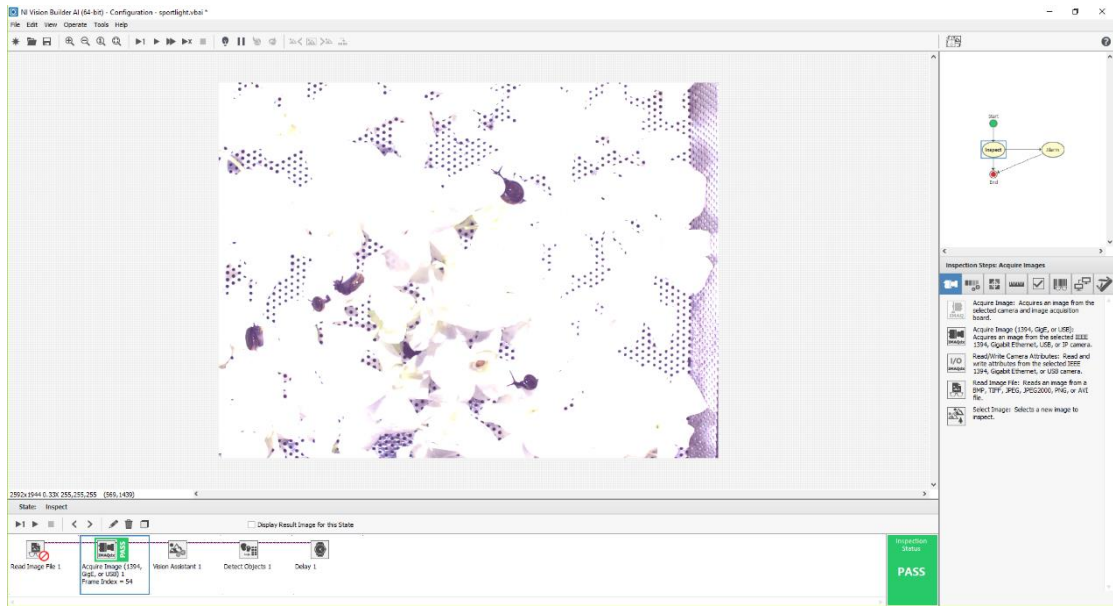 NI Vision Builder AI (64-bit) - Configuration - sportlight.vbai *
File Edit View Operate Tools Help
Start
Inspect
Alarm
End
Inspection Steps: Acquire Images
Acquire Image: Acquires an image from the
selected camera and image acquisition
board.
Acquire Image (1394, GigE, or USB):
Acquires an image from the selected IEEE
1394, Gigabit Ethernet, USB, or IP camera.
I/O
Read/Write Camera Attributes: Read and
write attributes from the selected IEEE
1394, Gigabit Ethernet, or USB camera.
Read Image File: Reads an image from a
BMP, TIFF, JPEG, JPEG2000, PNG, or AVI
file.
Select Image: Selects a new image to
inspect.
2592x1944 0.33X 255,255,255 (569,1439)
State: Inspect
Display Result Image for this State
Read Image File 1
PASS
Acquire Image (1394,
GigE, or USB) 1
Frame Index = 54
Vision Assistant 1
Detect Objects 1
Delay 1
Inspection
Status
PASS